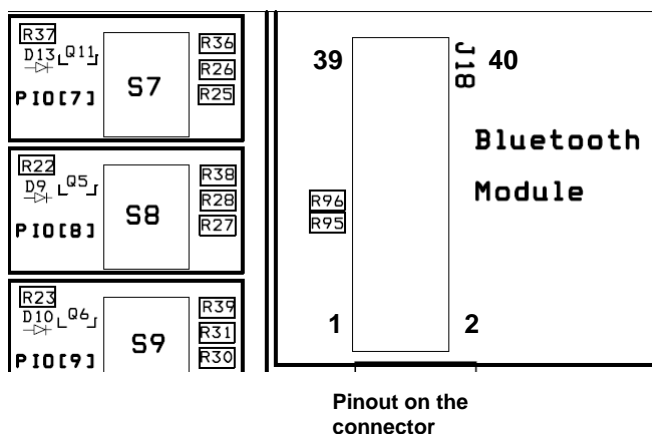 R37
D13 Q11
PIO[7]
S7
R36
R26
R25
R22
D9 Q5
PIO[8]
S8
R38
R28
R27
R23
D10 Q6
PIO[9]
S9
R39
R31
R30
39
J18
40
Bluetooth
Module
R96
R95
1
2
Pinout on the
connector